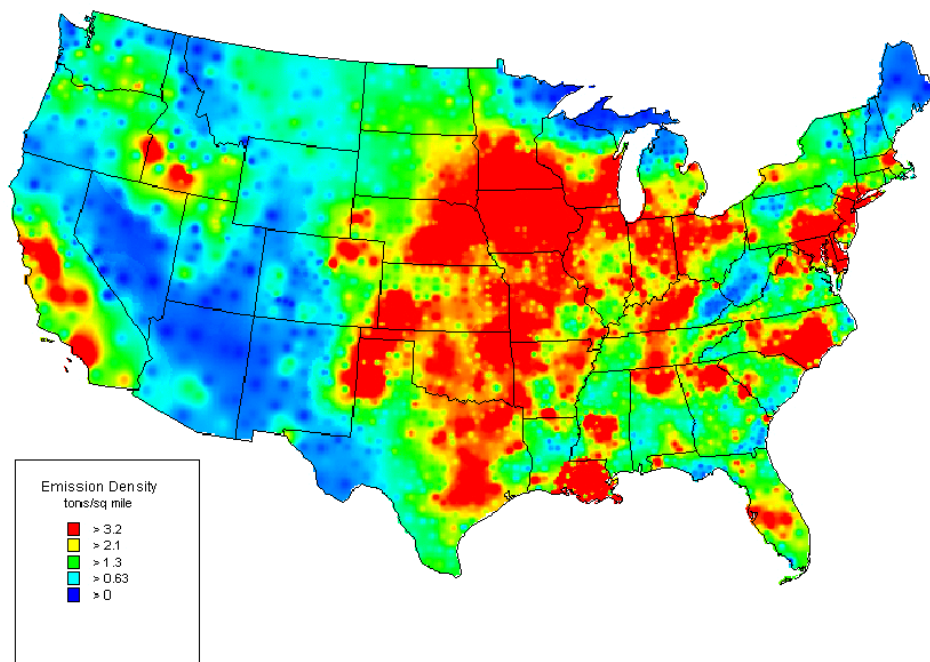 Emission Density
tons/sq mile
> 3.2
> 2.1
> 1.3
> 0.63
> 0